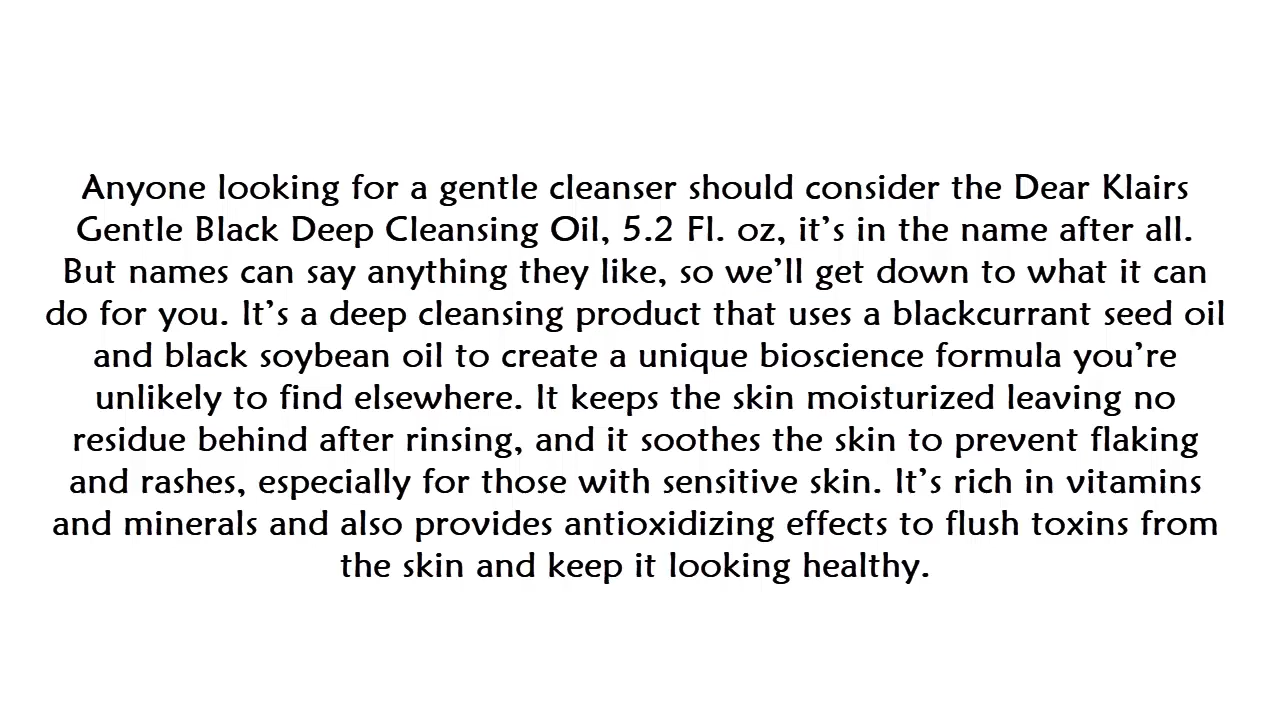 Anyone looking for a gentle cleanser should consider the Dear Klairs
Gentle Black Deep Cleansing Oil, 5.2 Fl. oz, it’s in the name after all.
But names can say anything they like, so we’ll get down to what it can
do for you. It’s a deep cleansing product that uses a blackcurrant seed oil
and black soybean oil to create a unique bioscience formula you’re
unlikely to find elsewhere. It keeps the skin moisturized leaving no
residue behind after rinsing, and it soothes the skin to prevent flaking
and rashes, especially for those with sensitive skin. It’s rich in vitamins
and minerals and also provides antioxidizing effects to flush toxins from
the skin and keep it looking healthy.